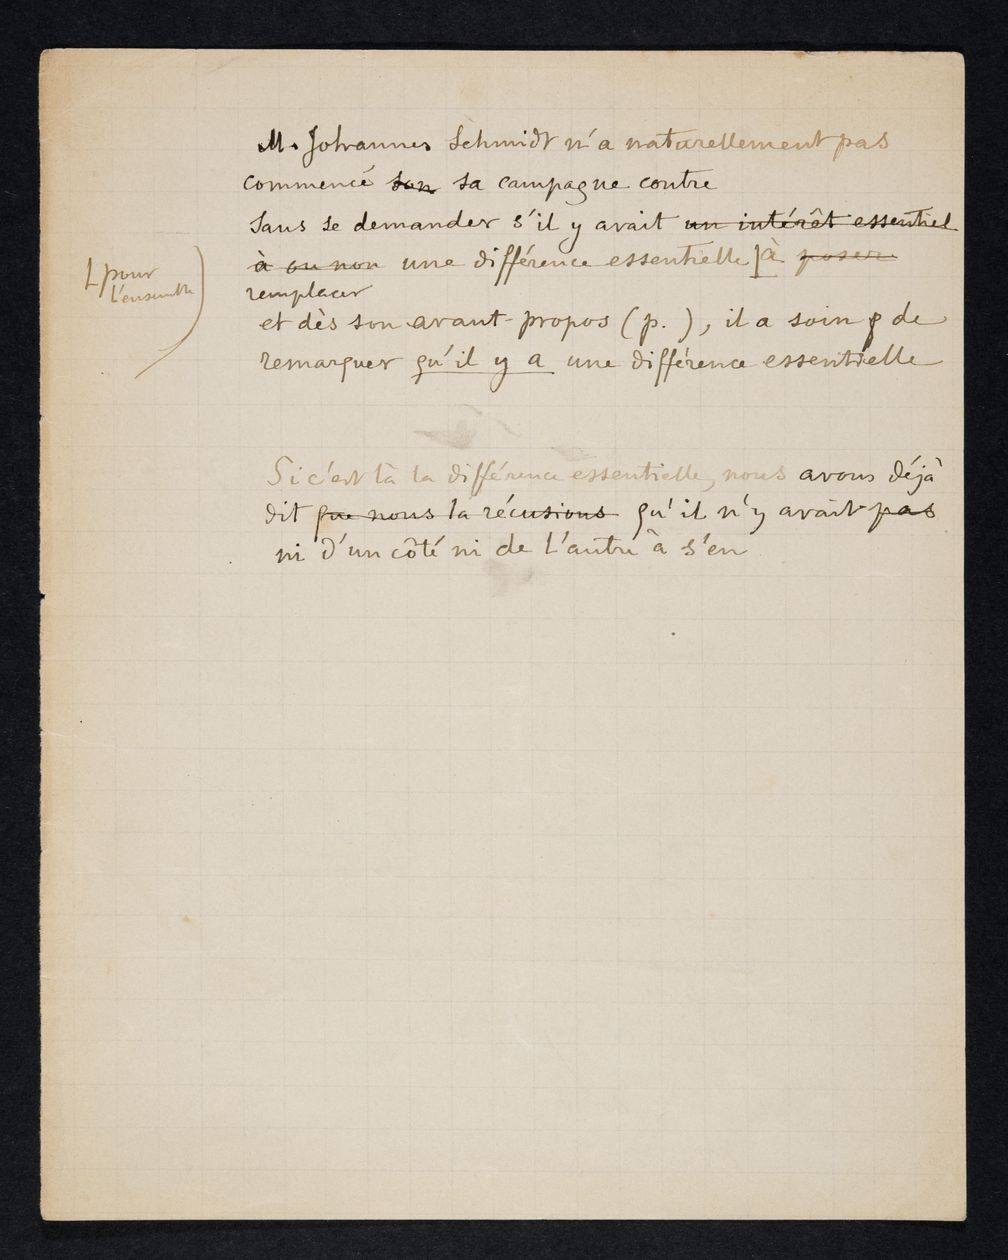 M. Johannes Schmidt n'a naturellement pas
commencé son sa campagne contre
sans se demander s'il y avait un intérêt essentiel
à ou non une différence essentielle] à poser
[pour
l'ensemble
remplacer
et dès son avant-propos (p. ), il a soin p de
remarquer qu'il y a une différence essentielle
Si c'est là la différence essentielle, nous avons déjà
dit que nous la récusions qu'il n'y avait pas
ni d'un côté ni de l'autre à s'en